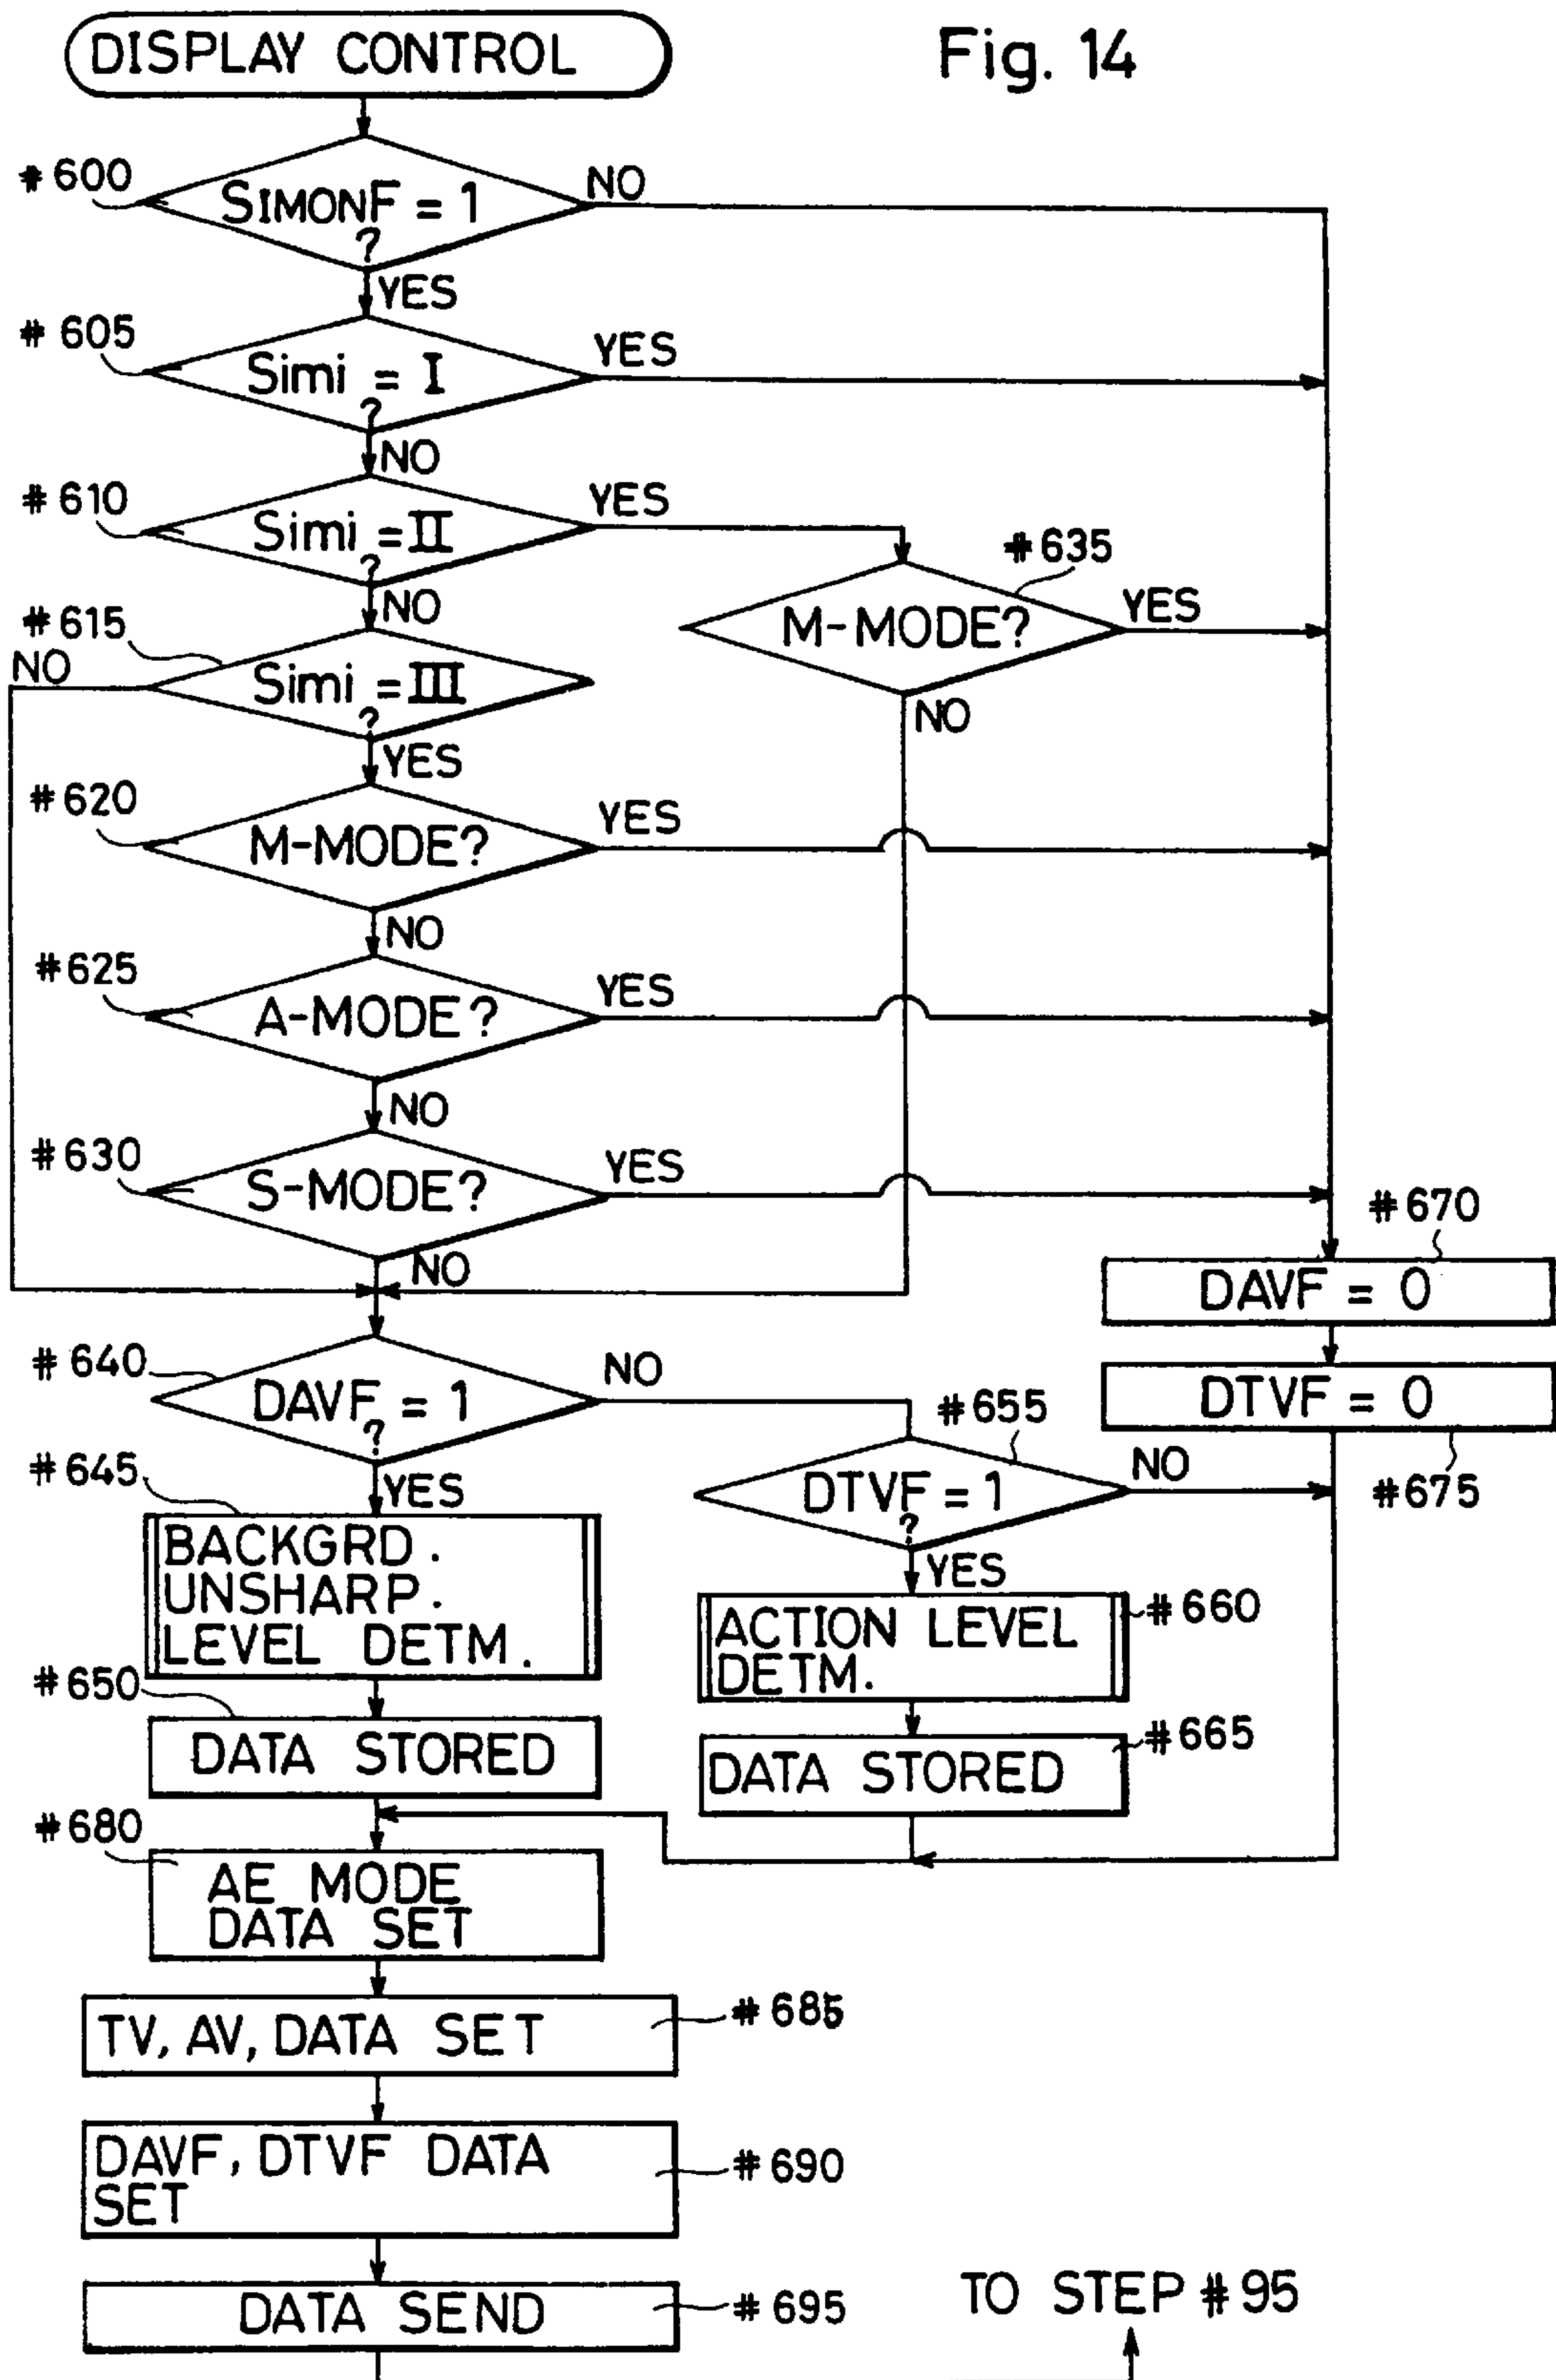 DISPLAY CONTROL
Fig. 14
#600
SIMONF = 1
?
NO
YES
#605
Simi = I
?
YES
NO
#610
Simi = II
?
YES
NO
#635
M-MODE?
YES
NO
#615
NO
Simi = III
?
YES
#620
M-MODE?
YES
NO
#625
A-MODE?
YES
NO
#630
S-MODE?
YES
NO
#670
DAVF = 0
DTVF = 0
#675
#640
DAVF = 1
?
NO
YES
#655
DTVF = 1
?
NO
YES
#645
BACKGRD.
UNSHARP.
LEVEL DETM.
#660
ACTION LEVEL
DETM.
#650
DATA STORED
#665
DATA STORED
#680
AE MODE
DATA SET
TV, AV, DATA SET
#685
DAVF, DTVF DATA
SET
#690
DATA SEND
#695
TO STEP #95